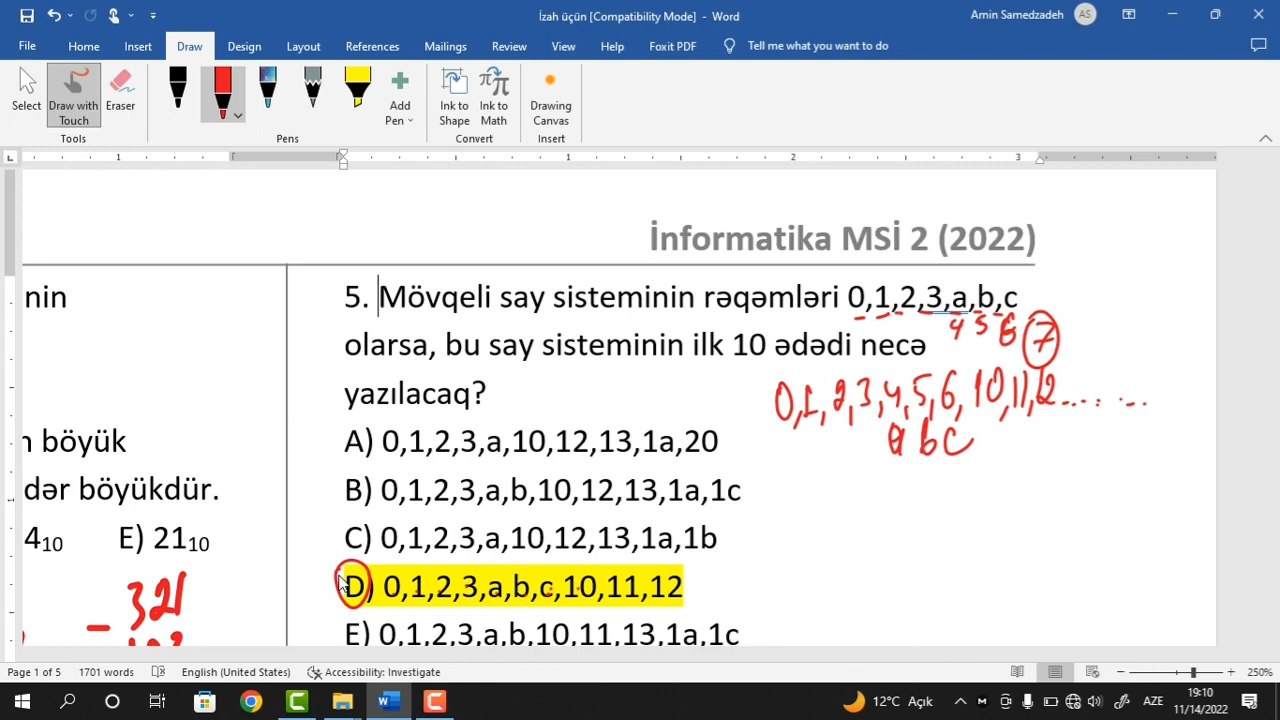 İzah üçün [Compatibility Mode] - Word
Amin Samedzadeh AS
File Home Insert Draw Design Layout References Mailings Review View Help Foxit PDF Tell me what you want to do
Select Draw with Touch Eraser Add Pen Ink to Shape Ink to Math Drawing Canvas
Tools Pens Convert Insert
1 1 2 3
İnformatika MSİ 2 (2022)
nin
n böyük
dər böyükdür.
4₁₀ E) 21₁₀
321
5. Mövqeli say sisteminin rəqəmləri 0,1,2,3,a,b,c
4 5 6 7
olarsa, bu say sisteminin ilk 10 ədədi necə
yazılacaq?
0,1,2,3,4,5,6,10,11,12........
a b c
A) 0,1,2,3,a,10,12,13,1a,20
B) 0,1,2,3,a,b,10,12,13,1a,1c
C) 0,1,2,3,a,10,12,13,1a,1b
D) 0,1,2,3,a,b,c,10,11,12
E) 0,1,2,3,a,b,10,11,13,1a,1c
Page 1 of 5 1701 words English (United States) Accessibility: Investigate 250%
12°C Açık AZE 19:10
11/14/2022